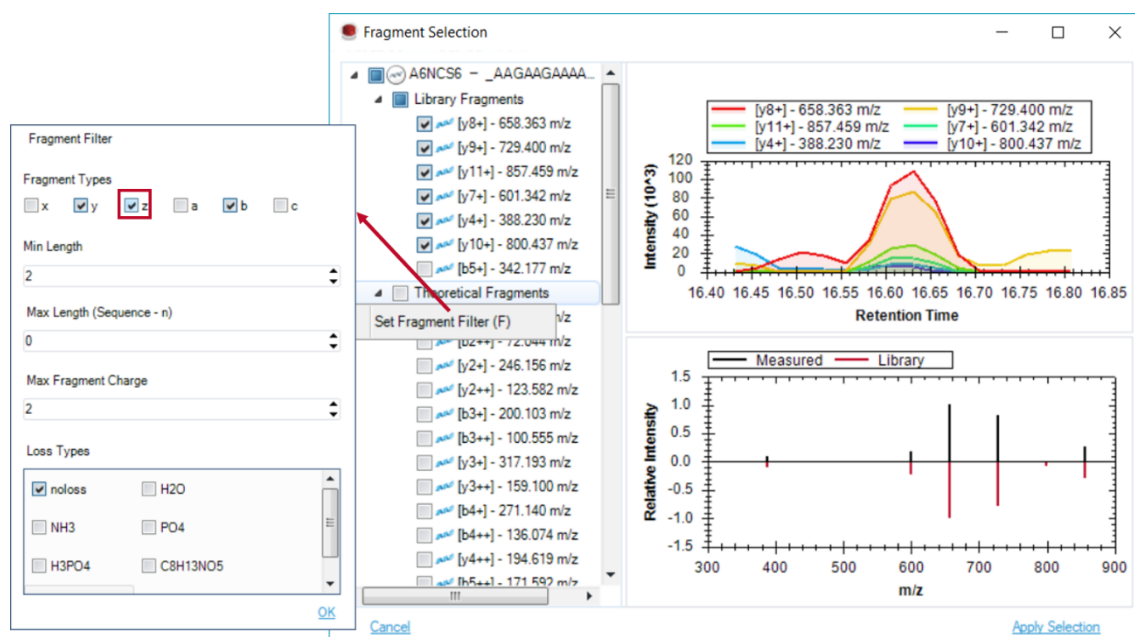 Fragment Selection
A6NCS6 - _AAGAAGAAAA...
Library Fragments
[y8+] - 658.363 m/z
[y9+] - 729.400 m/z
[y11+] - 857.459 m/z
[y7+] - 601.342 m/z
[y4+] - 388.230 m/z
[y10+] - 800.437 m/z
[b5+] - 342.177 m/z
Theoretical Fragments
Set Fragment Filter (F)
[b2++] - 72.044 m/z
[y2+] - 246.156 m/z
[y2++] - 123.582 m/z
[b3+] - 200.103 m/z
[b3++] - 100.555 m/z
[y3+] - 317.193 m/z
[y3++] - 159.100 m/z
[b4+] - 271.140 m/z
[b4++] - 136.074 m/z
[y4++] - 194.619 m/z
[b5++] - 171.592 m/z
Cancel
Apply Selection
Fragment Filter
Fragment Types
x y z a b c
Min Length
2
Max Length (Sequence - n)
0
Max Fragment Charge
2
Loss Types
noloss H2O
NH3 PO4
H3PO4 C8H13NO5
OK
[y8+] - 658.363 m/z [y9+] - 729.400 m/z
[y11+] - 857.459 m/z [y7+] - 601.342 m/z
[y4+] - 388.230 m/z [y10+] - 800.437 m/z
Intensity (10^3)
120
100
80
60
40
20
0
16.40 16.45 16.50 16.55 16.60 16.65 16.70 16.75 16.80 16.85
Retention Time
Measured Library
Relative Intensity
1.5
1.0
0.5
0.0
-0.5
-1.0
-1.5
300 400 500 600 700 800 900
m/z